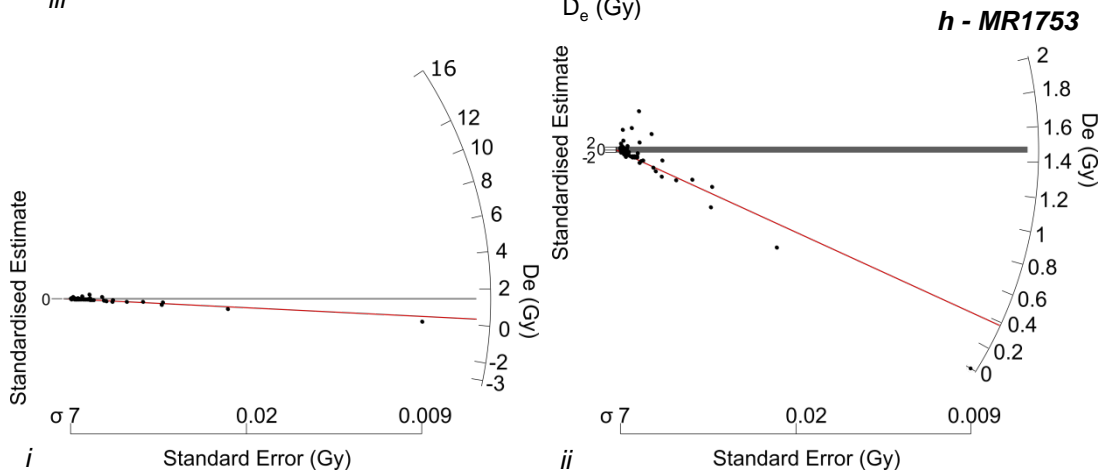 iii
De (Gy)
h - MR1753
Standardised Estimate
0
16
12
10
8
6
4
2
0
-2
-3
De (Gy)
σ 7
0.02
0.009
Standard Error (Gy)
i
Standardised Estimate
2
0
-2
2
1.8
1.6
1.4
1.2
1
0.8
0.6
0.4
0.2
0
De (Gy)
σ 7
0.02
0.009
Standard Error (Gy)
ii